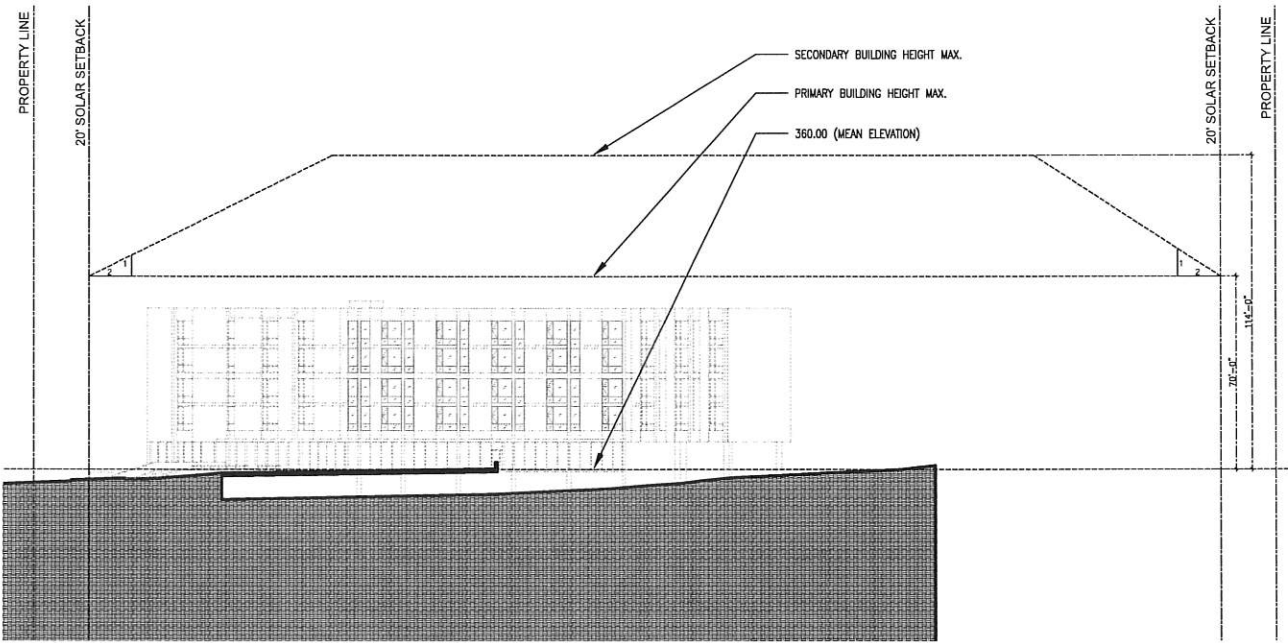 PROPERTY LINE
20' SOLAR SETBACK
SECONDARY BUILDING HEIGHT MAX.
PRIMARY BUILDING HEIGHT MAX.
360.00 (MEAN ELEVATION)
20' SOLAR SETBACK
PROPERTY LINE
1
2
1
2
114'-0"
70'-0"